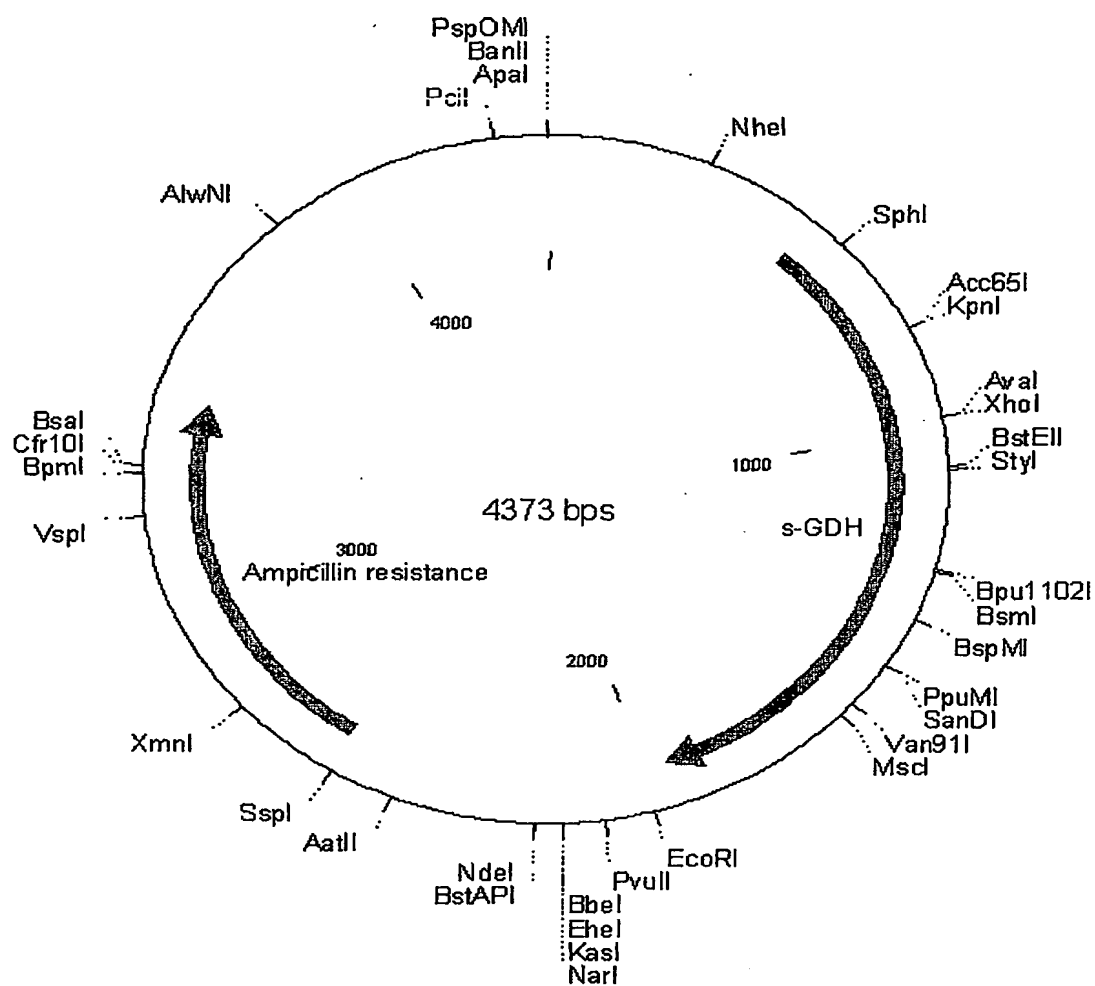 PspOMI
BanII
ApaI
PciI
NheI
AlwNI
SphI
Acc65I
KpnI
4000
AvaI
XhoI
BsaI
Cfr10I
BpmI
BstEII
StyI
1000
4373 bps
s-GDH
VspI
3000
Ampicillin resistance
Bpu1102I
BsmI
BspMI
2000
PpuMI
SanDI
Van91I
MscI
XmnI
SspI
AatII
EcoRI
NdeI
BstAPI
PvuII
BbeI
EheI
KasI
NarI